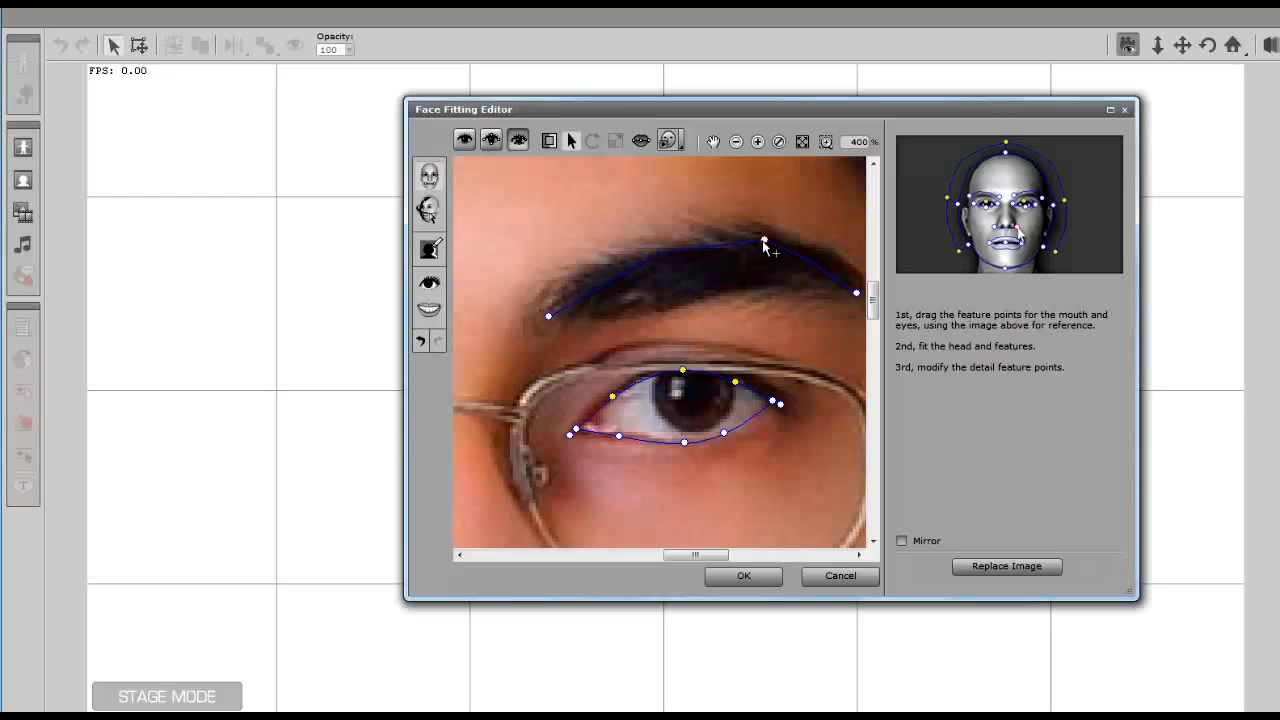 Opacity:
100
FPS: 0.00
Face Fitting Editor
400 %
1st, drag the feature points for the mouth and
eyes, using the image above for reference.
2nd, fit the head and features.
3rd, modify the detail feature points.
Mirror
Replace Image
OK
Cancel
STAGE MODE